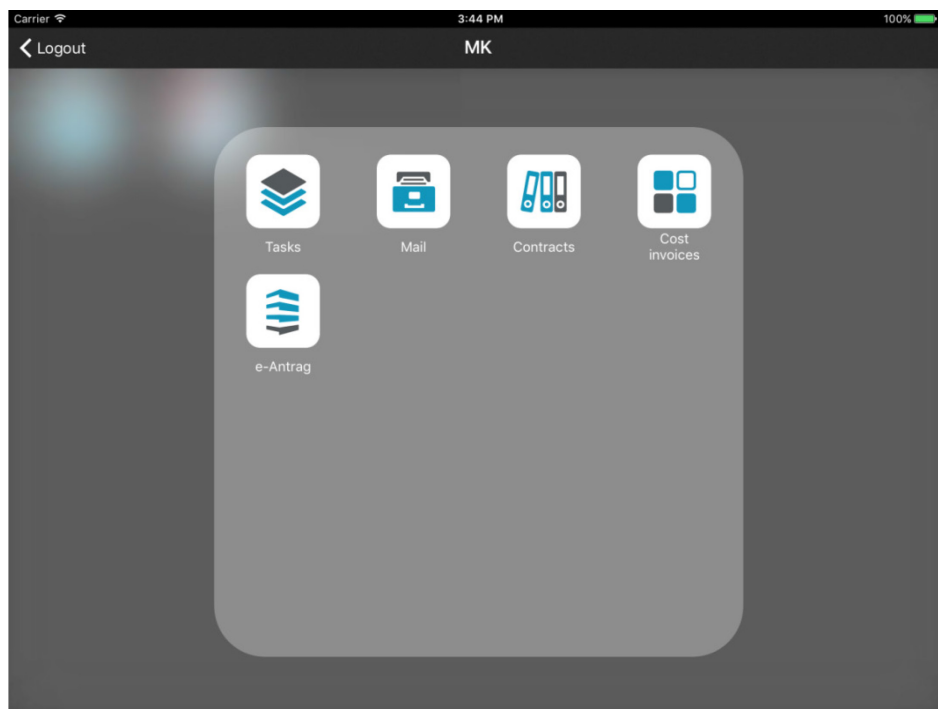 Carrier
3:44 PM
100%
Logout
MK
Tasks
Mail
Contracts
Cost
invoices
e-Antrag